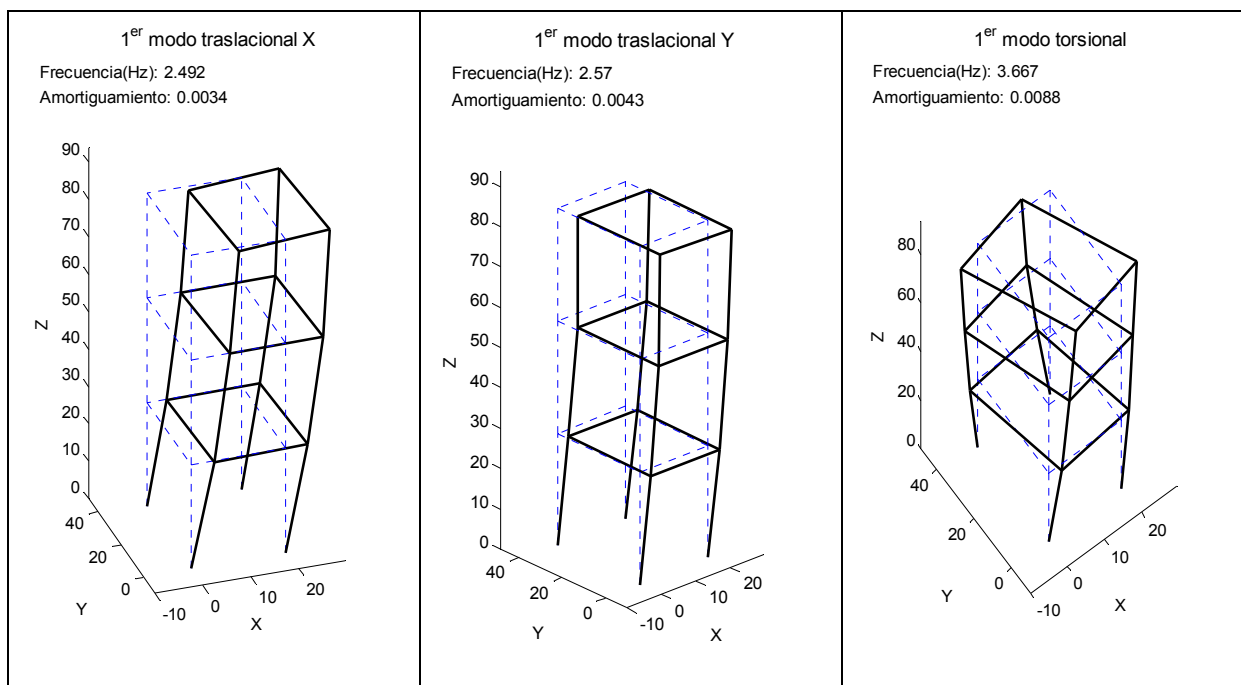 1er modo traslacional X
Frecuencia(Hz): 2.492
Amortiguamiento: 0.0034
90
80
70
60
50
40
30
20
10
0
Z
40
20
0
Y
-10
0
10
20
X
1er modo traslacional Y
Frecuencia(Hz): 2.57
Amortiguamiento: 0.0043
90
80
70
60
50
40
30
20
10
0
Z
40
20
0
Y
-10
0
10
20
X
1er modo torsional
Frecuencia(Hz): 3.667
Amortiguamiento: 0.0088
80
60
40
20
0
Z
40
20
0
Y
-10
0
10
20
X